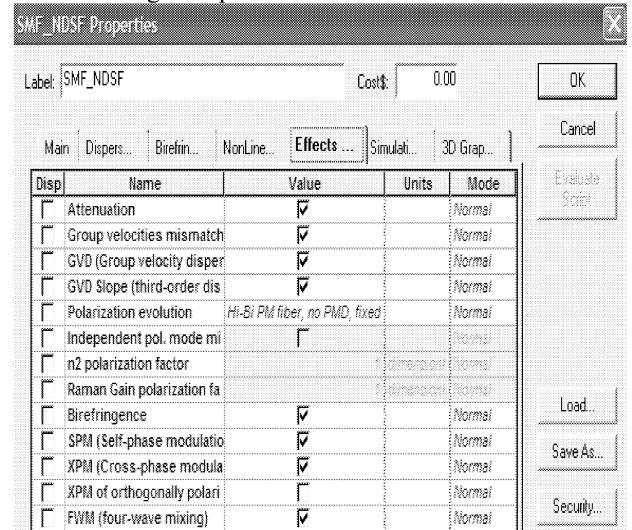 SMF_NDSF Properties
Label: SMF_NDSF Cost$: 0.00 OK
Cancel
Main Dispers... Birefrin... NonLine... Effects ... Simulati... 3D Grap...
Evaluate Script
Disp Name Value Units Mode
Attenuation Normal
Group velocities mismatch Normal
GVD (Group velocity disper Normal
GVD Slope (third-order dis Normal
Polarization evolution Hi-Bi PM fiber, no PMD, fixed Normal
Independent pol. mode mi Normal
n2 polarization factor 1 dimensionl Normal
Raman Gain polarization fa 1 dimensionl Normal
Birefringence Normal
Load...
SPM (Self-phase modulatio Normal
XPM (Cross-phase modula Normal
Save As...
XPM of orthogonally polari Normal
FWM (four-wave mixing) Normal
Security...